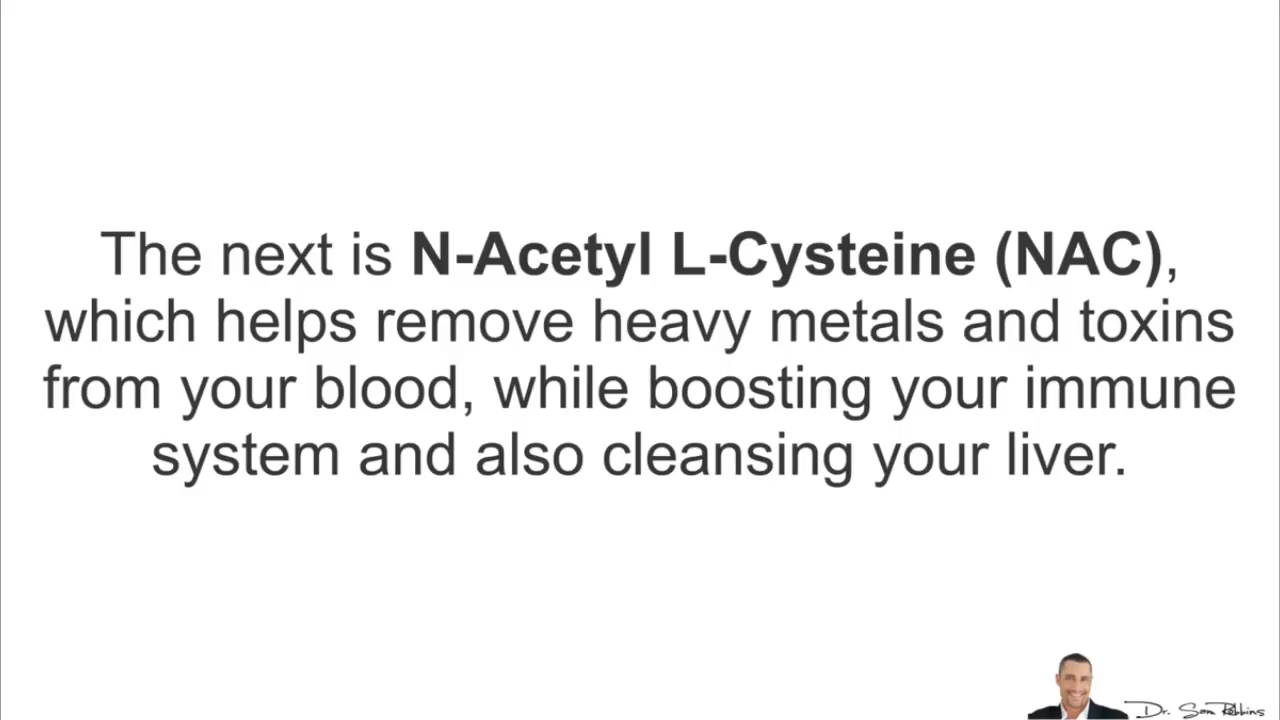 The next is N-Acetyl L-Cysteine (NAC),
which helps remove heavy metals and toxins
from your blood, while boosting your immune
system and also cleansing your liver.
Dr. Sam Robbins